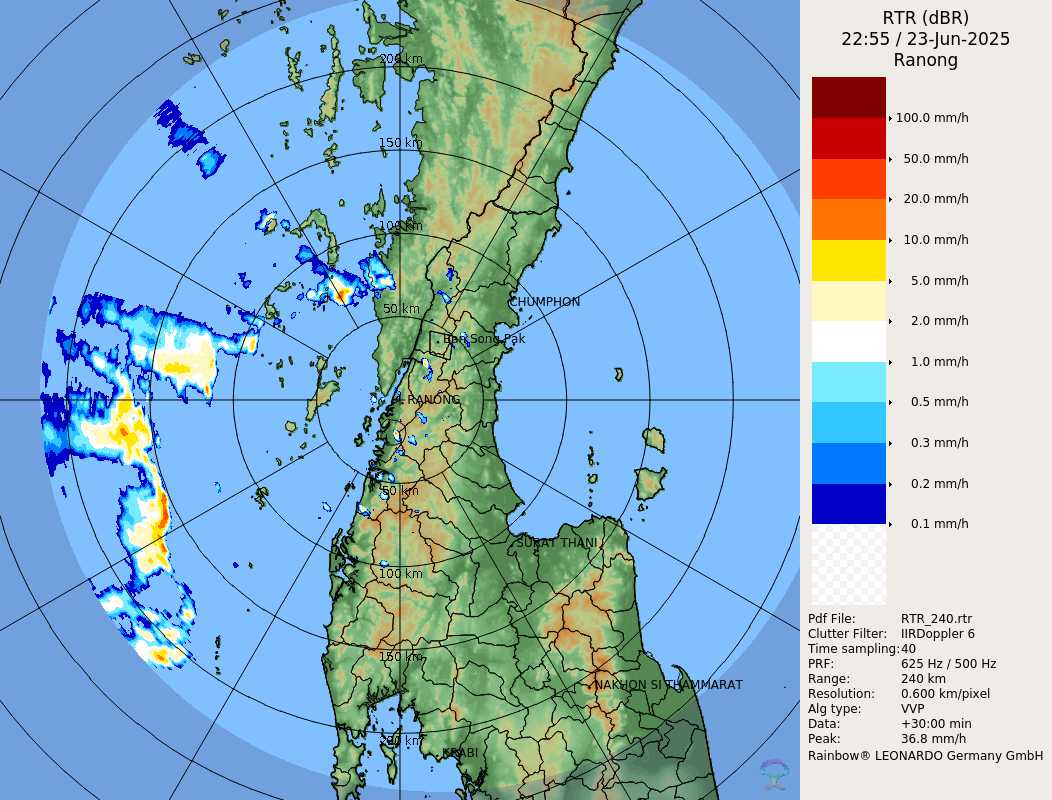 RTR (dBR)
22:55 / 23-Jun-2025
Ranong
100.0 mm/h
50.0 mm/h
20.0 mm/h
10.0 mm/h
5.0 mm/h
2.0 mm/h
1.0 mm/h
0.5 mm/h
0.3 mm/h
0.2 mm/h
0.1 mm/h
Pdf File: RTR_240.rtr
Clutter Filter: IIRDoppler 6
Time sampling:40
PRF: 625 Hz / 500 Hz
Range: 240 km
Resolution: 0.600 km/pixel
Alg type: VVP
Data: +30:00 min
Peak: 36.8 mm/h
Rainbow® LEONARDO Germany GmbH
200 km
150 km
100 km
50 km
CHUMPHON
Ban Song Pak
RANONG
50 km
SURAT THANI
100 km
150 km
NAKHON SI THAMMARAT
200 km
KRABI